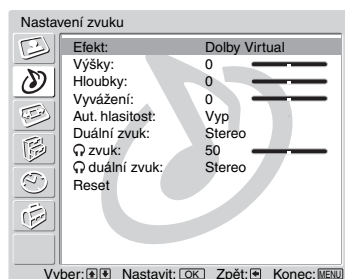 Nastavení zvuku
Efekt: Dolby Virtual
Výšky: 0
Hloubky: 0
Vyvážení: 0
Aut. hlasitost: Vyp
Duální zvuk: Stereo
zvuk: 50
duální zvuk: Stereo
Reset
Vyber: Nastavit: OK Zpět: Konec: MENU